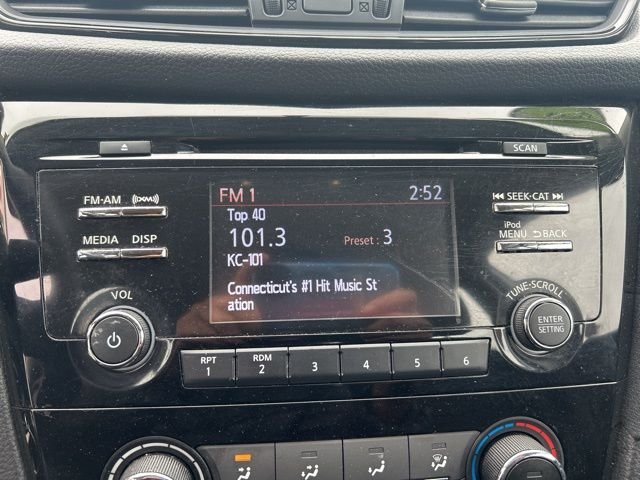 SCAN
FM·AM ((XM))
MEDIA DISP
VOL
FM 1 2:52
Top 40
101.3 Preset : 3
KC-101
Connecticut's #1 Hit Music St
ation
SEEK·CAT
iPod
MENU BACK
TUNE·SCROLL
ENTER
SETTING
RPT
1
RDM
2
3
4
5
6